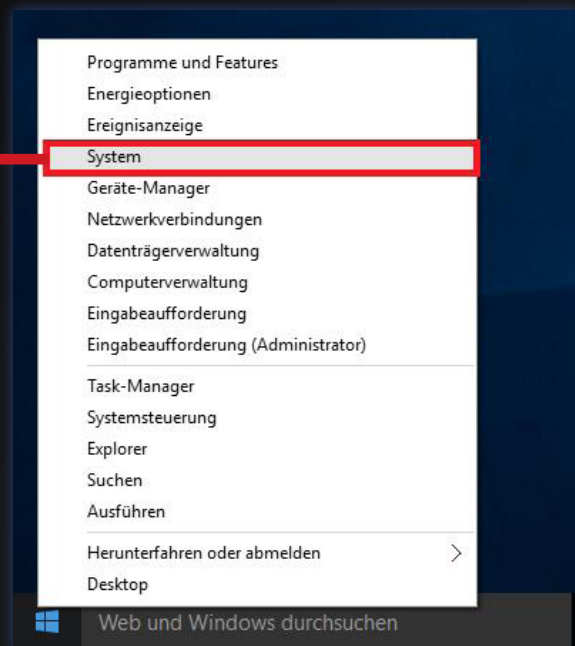 Programme und Features
Energieoptionen
Ereignisanzeige
System
Geräte-Manager
Netzwerkverbindungen
Datenträgerverwaltung
Computerverwaltung
Eingabeaufforderung
Eingabeaufforderung (Administrator)
Task-Manager
Systemsteuerung
Explorer
Suchen
Ausführen
Herunterfahren oder abmelden
Desktop
Web und Windows durchsuchen